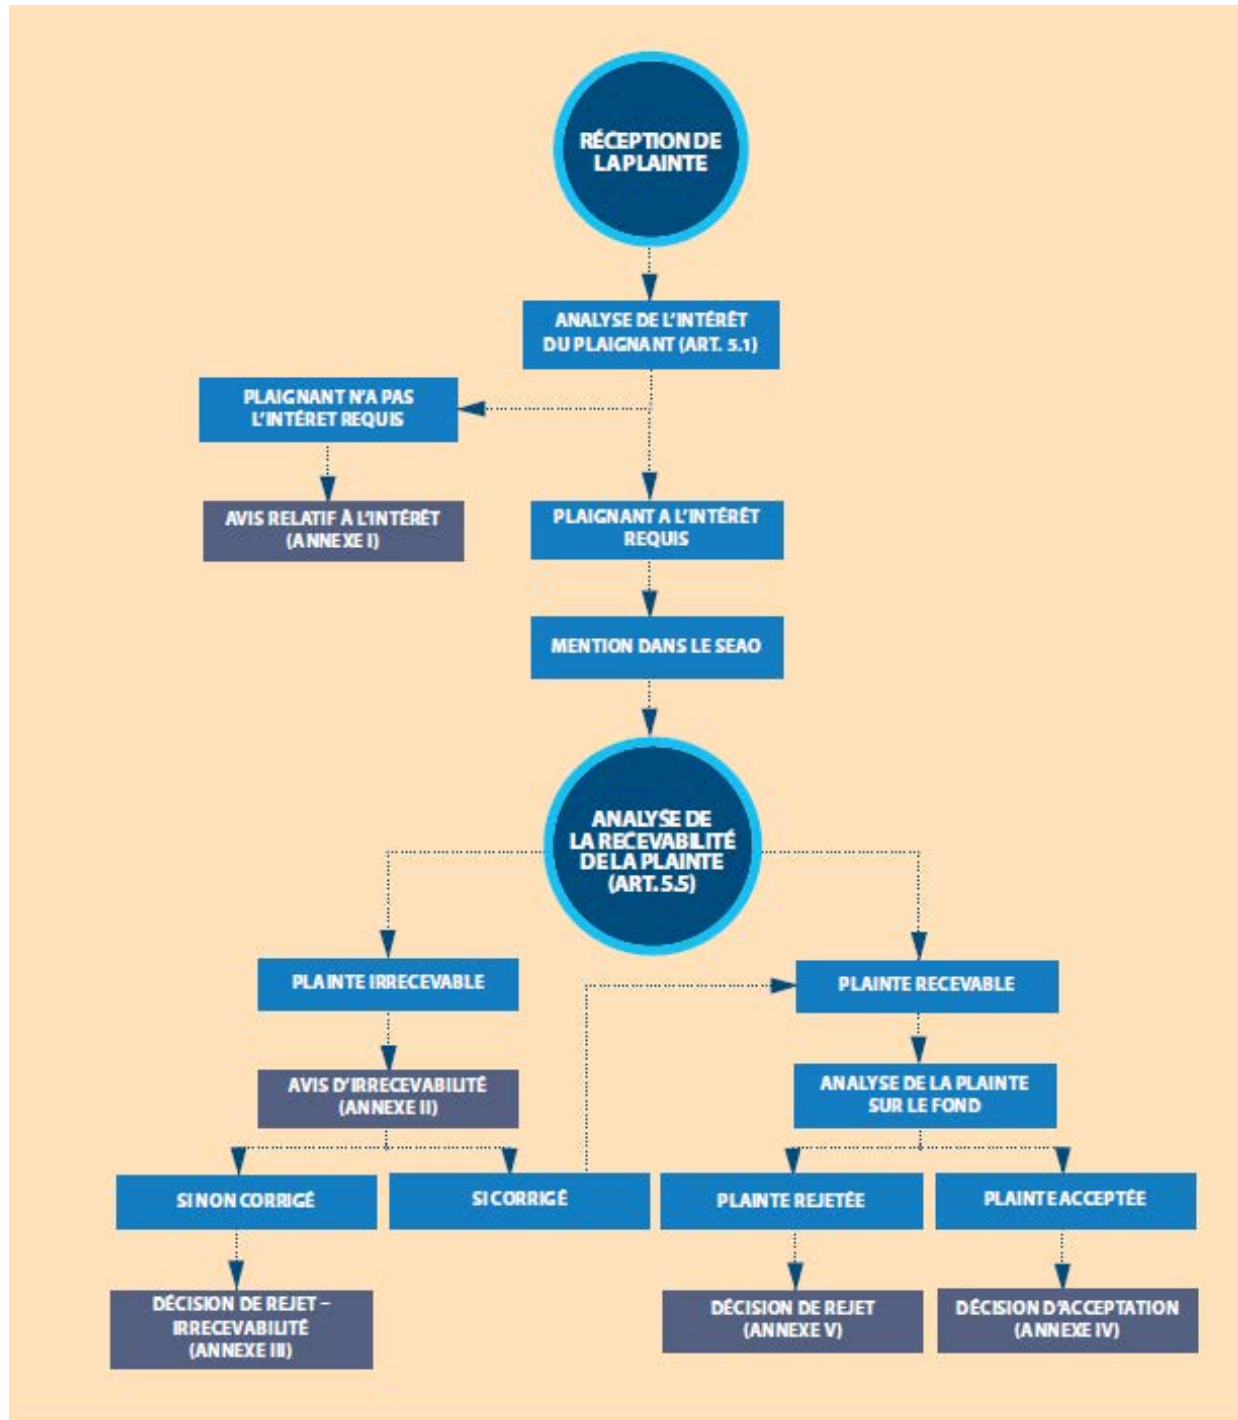 RÉCEPTION DE
LA PLAINTE
ANALYSE DE L'INTÉRÊT
DU PLAIGNANT (ART. 5.1)
PLAIGNANT N'A PAS
L'INTÉRET REQUIS
AVIS RELATIF À L'INTÉRÊT
(ANNEXE I)
PLAIGNANT A L'INTÉRÊT
REQUIS
MENTION DANS LE SEAO
ANALYSE DE
LA RECEVABILITÉ
DE LA PLAINTE
(ART. 5.5)
PLAINTE IRRECEVABLE
PLAINTE RECEVABLE
AVIS D'IRRECEVABILITÉ
(ANNEXE II)
ANALYSE DE LA PLAINTE
SUR LE FOND
SI NON CORRIGÉ
SI CORRIGÉ
PLAINTE REJETÉE
PLAINTE ACCEPTÉE
DÉCISION DE REJET –
IRRECEVABILITÉ
(ANNEXE III)
DÉCISION DE REJET
(ANNEXE V)
DÉCISION D'ACCEPTATION
(ANNEXE IV)